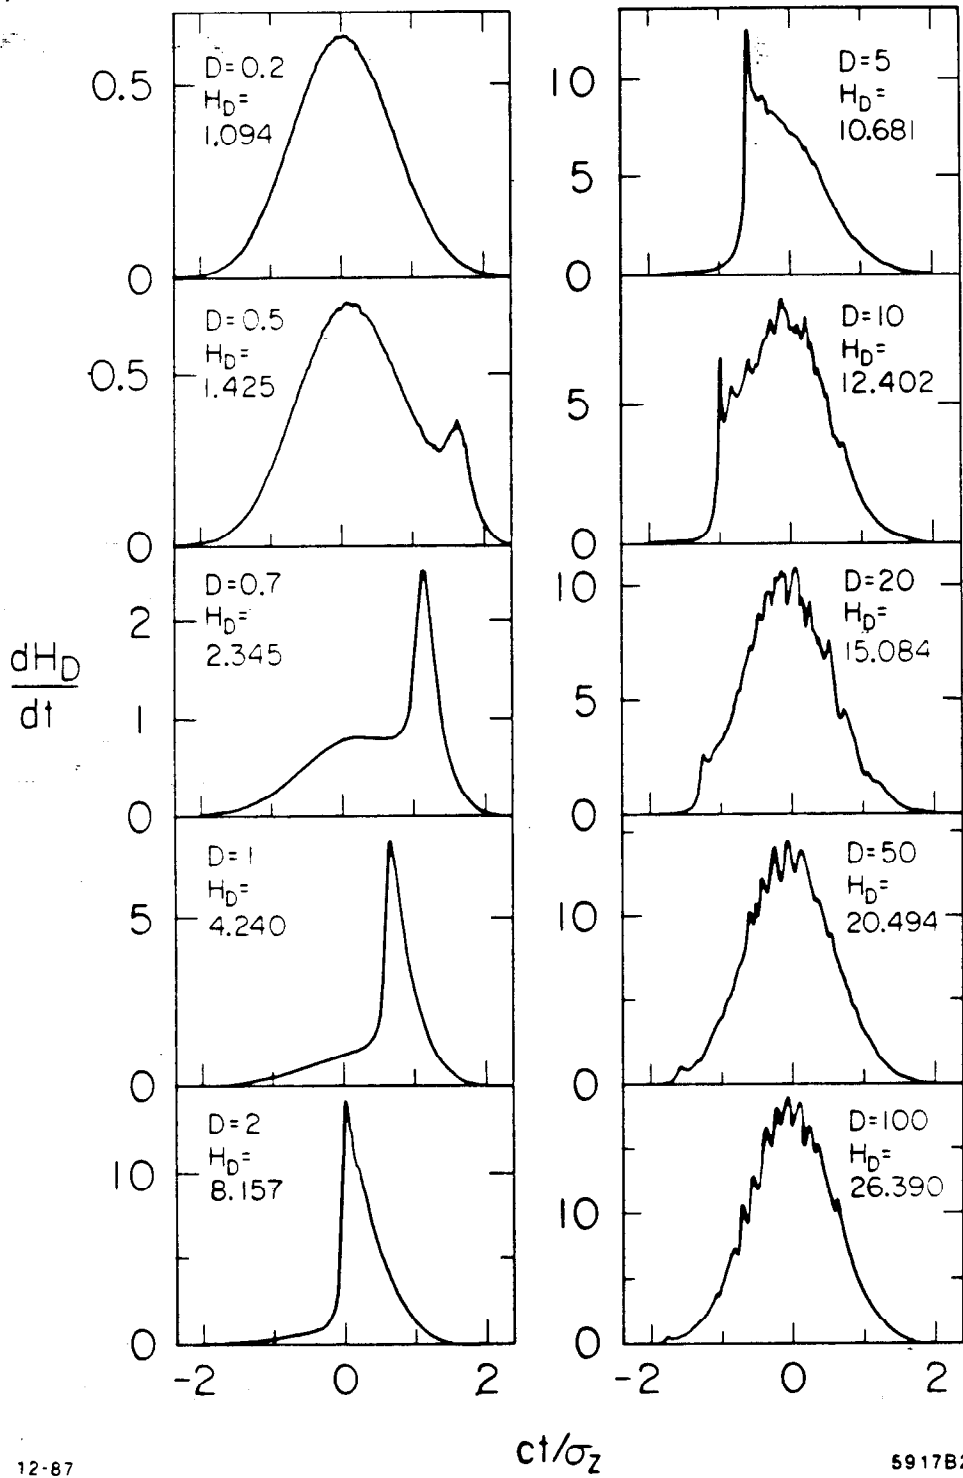 0.5
D=0.2
H_D=
1.094
0
0.5
D=0.5
H_D=
1.425
0
2
1
0
D=0.7
H_D=
2.345
5
0
D=1
H_D=
4.240
10
0
D=2
H_D=
8.157
-2 0 2
dH_D
dt
10
5
0
D=5
H_D=
10.681
5
0
D=10
H_D=
12.402
10
5
0
D=20
H_D=
15.084
10
0
D=50
H_D=
20.494
10
0
D=100
H_D=
26.390
-2 0 2
ct/σ_z
12-87
5917B2